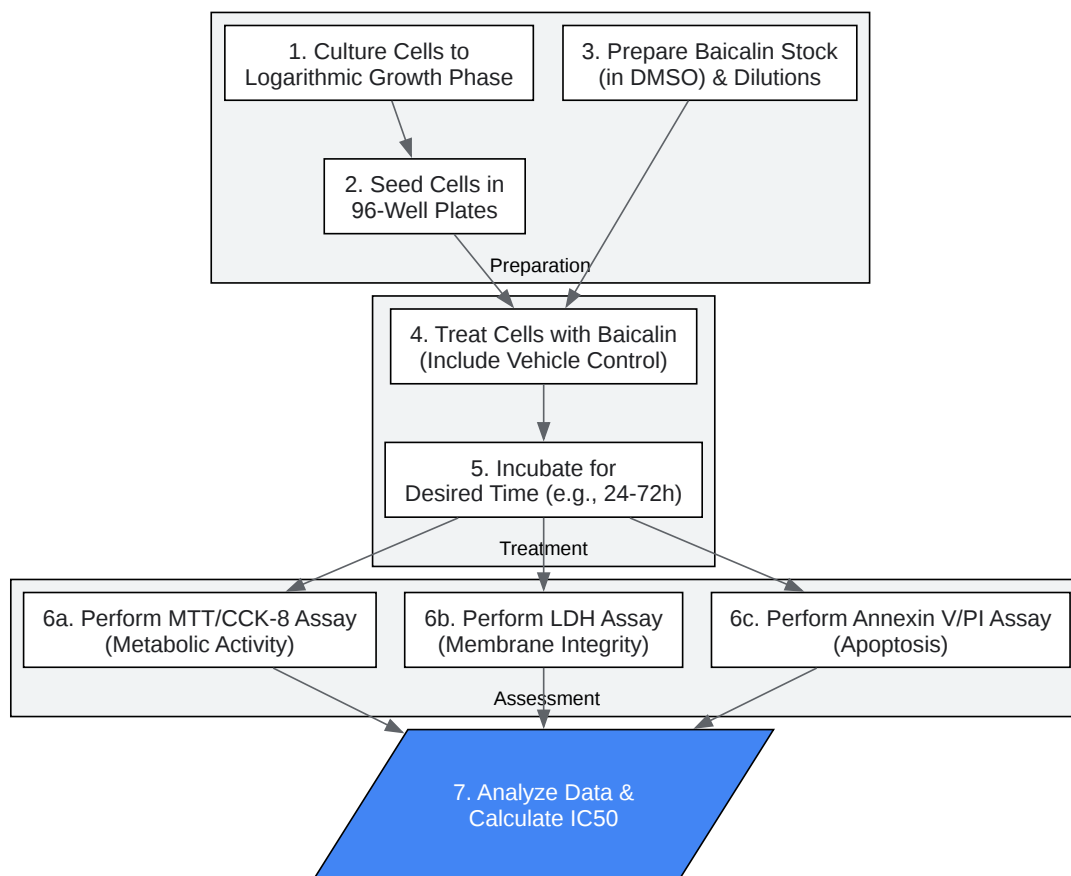 1. Culture Cells to
Logarithmic Growth Phase
3. Prepare Baicalin Stock
(in DMSO) & Dilutions
2. Seed Cells in
96-Well Plates
Preparation
4. Treat Cells with Baicalin
(Include Vehicle Control)
5. Incubate for
Desired Time (e.g., 24-72h)
Treatment
6a. Perform MTT/CCK-8 Assay
(Metabolic Activity)
6b. Perform LDH Assay
(Membrane Integrity)
6c. Perform Annexin V/PI Assay
(Apoptosis)
Assessment
7. Analyze Data &
Calculate IC50